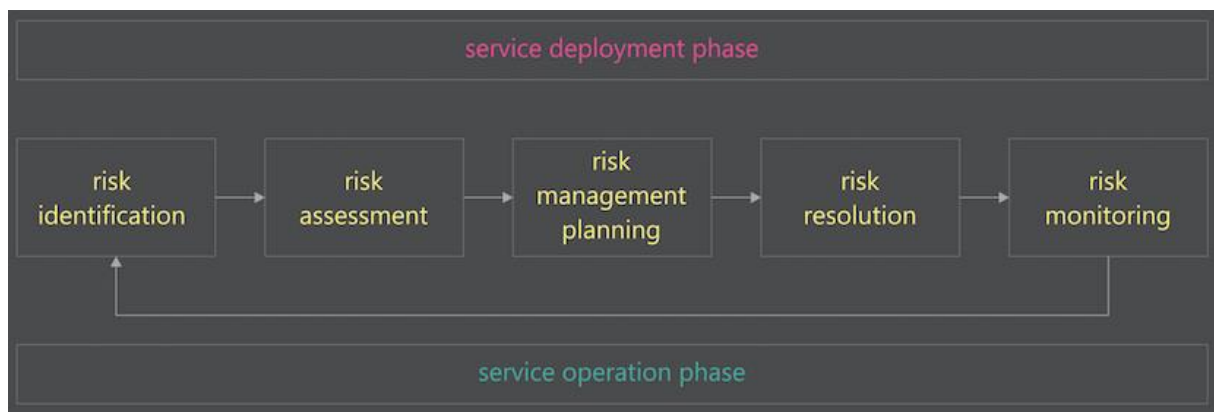 service deployment phase
risk
identification
risk
assessment
risk
management
planning
risk
resolution
risk
monitoring
service operation phase